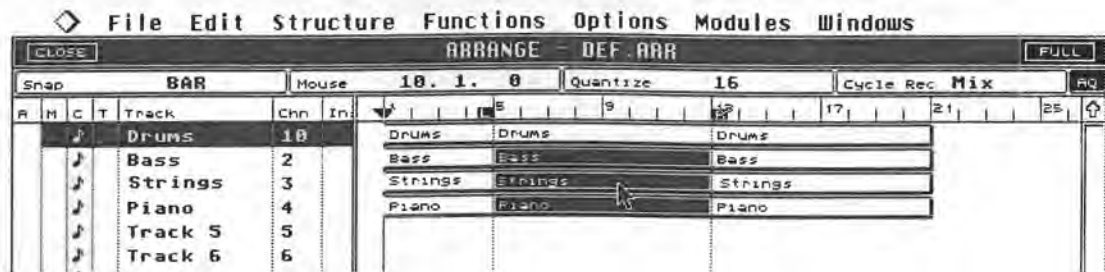 File Edit Structure Functions Options Modules Windows
CLOSE ARRANGE - DEF.ARR FULL
Snap BAR Mouse 10. 1. 0 Quantize 16 Cycle Rec Mix AQ
A M C T Track Chn In 1 5 9 13 17 21 25
Drums 10 Drums Drums Drums
Bass 2 Bass Bass Bass
Strings 3 Strings Strings Strings
Piano 4 Piano Piano Piano
Track 5 5
Track 6 6